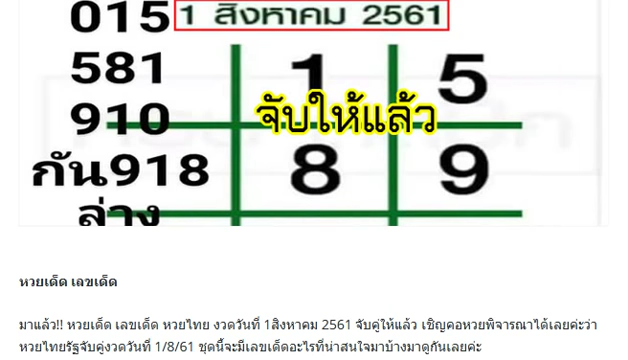 015
1 สิงหาคม 2561
581
1 5
910
จับให้แล้ว
กัน918
8 9
ล่าง
หวยเด็ด เลขเด็ด
มาแล้ว!! หวยเด็ด เลขเด็ด หวยไทย งวดวันที่ 1สิงหาคม 2561 จับคู่ให้แล้ว เชิญคอหวยพิจารณาได้เลยค่ะว่า
หวยไทยรัฐจับคู่งวดวันที่ 1/8/61 ชุดนี้จะมีเลขเด็ดอะไรที่น่าสนใจมาบ้างมาดูกันเลยค่ะ